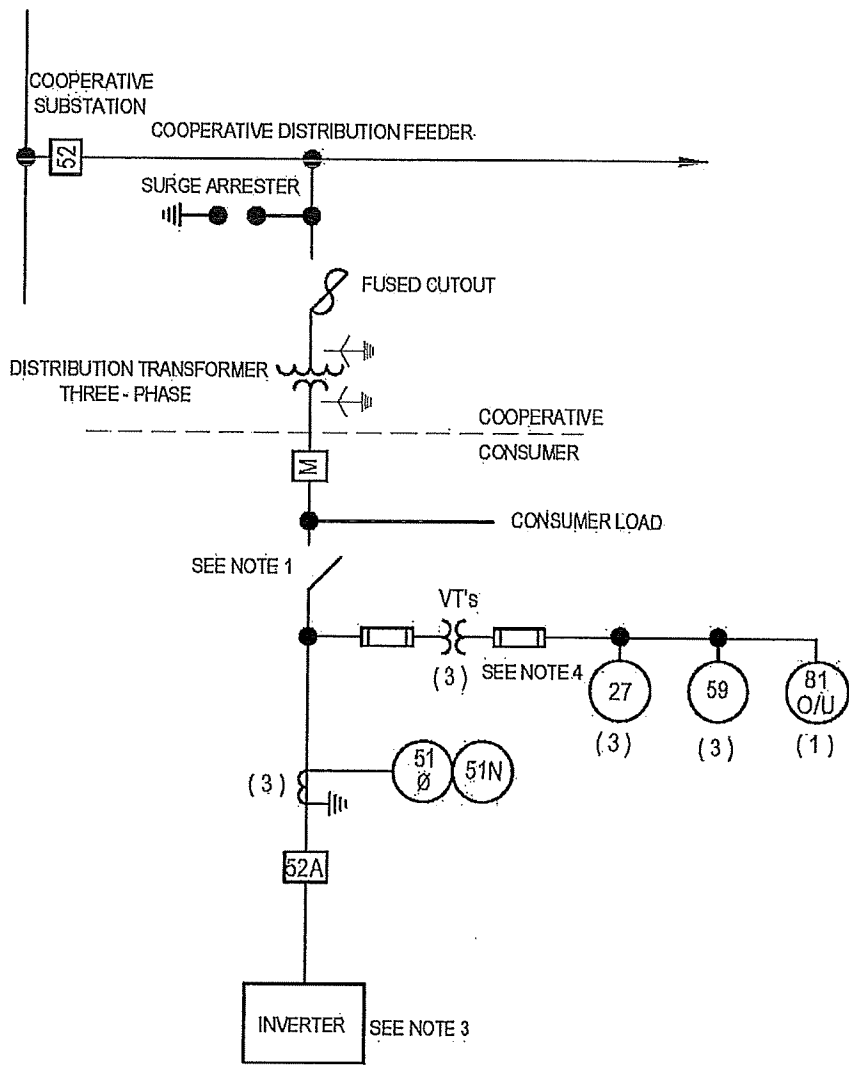 COOPERATIVE
SUBSTATION
52
COOPERATIVE DISTRIBUTION FEEDER
SURGE ARRESTER
FUSED CUTOUT
DISTRIBUTION TRANSFORMER
THREE - PHASE
COOPERATIVE
CONSUMER
M
CONSUMER LOAD
SEE NOTE 1
VT's
(3)
SEE NOTE 4
27
(3)
59
(3)
81
O/U
(1)
(3)
51
Ø
51N
52A
INVERTER
SEE NOTE 3